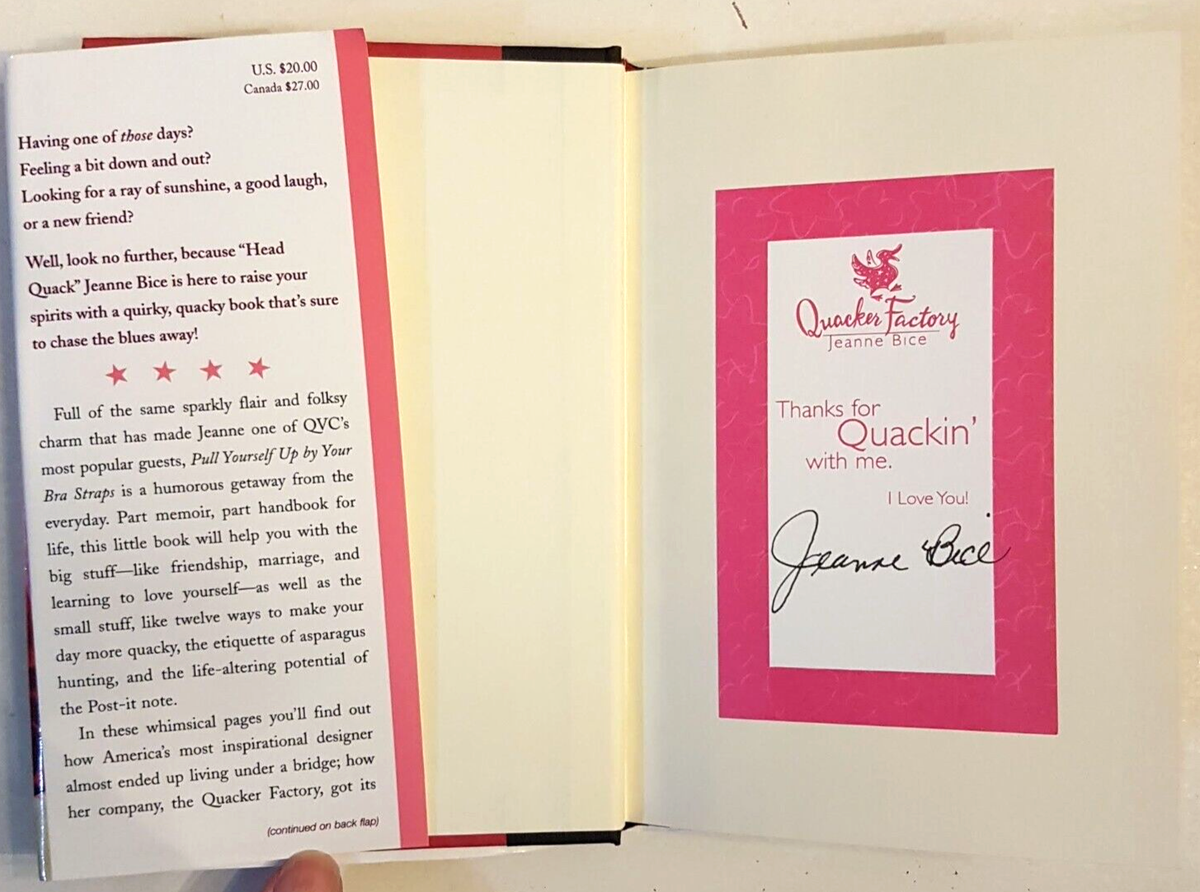 U.S. $20.00
Canada $27.00
Having one of those days?
Feeling a bit down and out?
Looking for a ray of sunshine, a good laugh,
or a new friend?
Well, look no further, because “Head
Quack” Jeanne Bice is here to raise your
spirits with a quirky, quacky book that’s sure
to chase the blues away!
Full of the same sparkly flair and folksy
charm that has made Jeanne one of QVC’s
most popular guests, Pull Yourself Up by Your
Bra Straps is a humorous getaway from the
everyday. Part memoir, part handbook for
life, this little book will help you with the
big stuff—like friendship, marriage, and
learning to love yourself—as well as the
small stuff, like twelve ways to make your
day more quacky, the etiquette of asparagus
hunting, and the life-altering potential of
the Post-it note.
In these whimsical pages you’ll find out
how America’s most inspirational designer
almost ended up living under a bridge; how
her company, the Quacker Factory, got its
(continued on back flap)
Quacker Factory
Jeanne Bice
Thanks for
Quackin’
with me.
I Love You!
Jeanne Bice